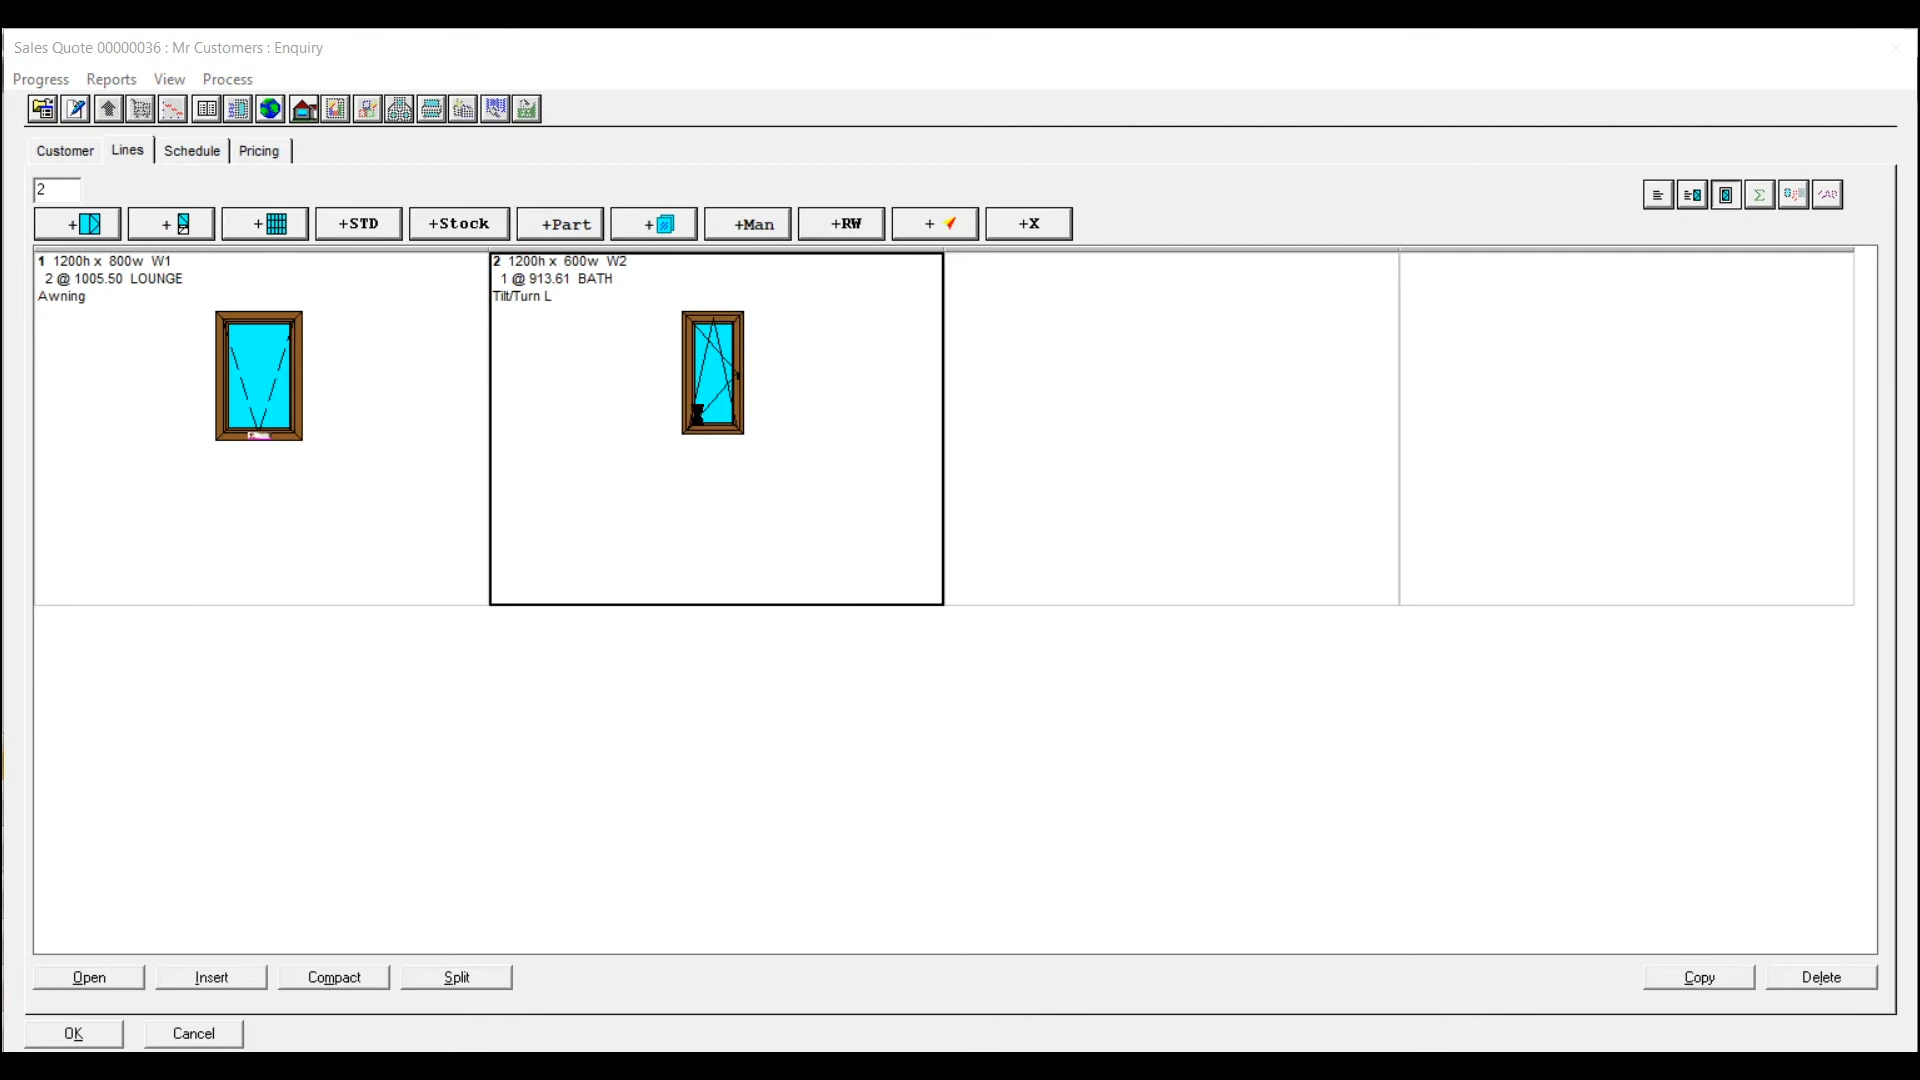 Sales Quote 00000036 : Mr Customers : Enquiry
Progress Reports View Process
Customer Lines Schedule Pricing
2
+ + + +STD +Stock +Part + +Man +RW + +X
1 1200h x 800w W1
2 @ 1005.50 LOUNGE
Awning
2 1200h x 600w W2
1 @ 913.61 BATH
Tilt/Turn L
Open Insert Compact Split Copy Delete
OK Cancel